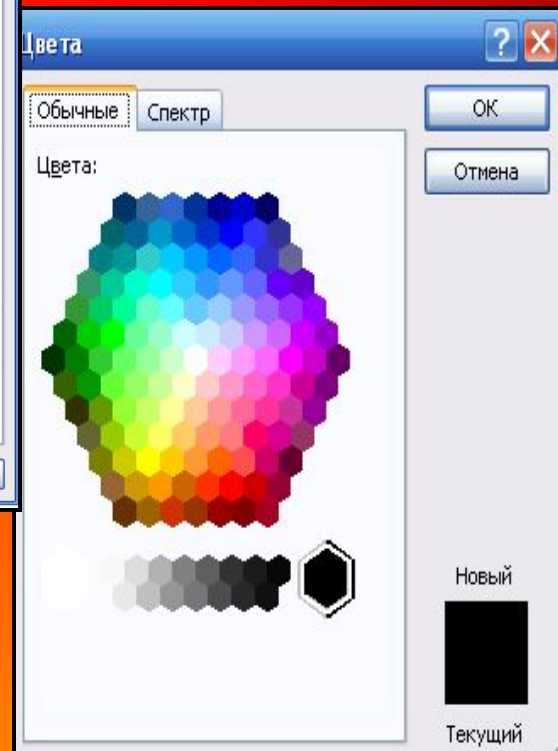 Цвета
Обычные
Спектр
ОК
Цвета:
Отмена
Новый
Текущий